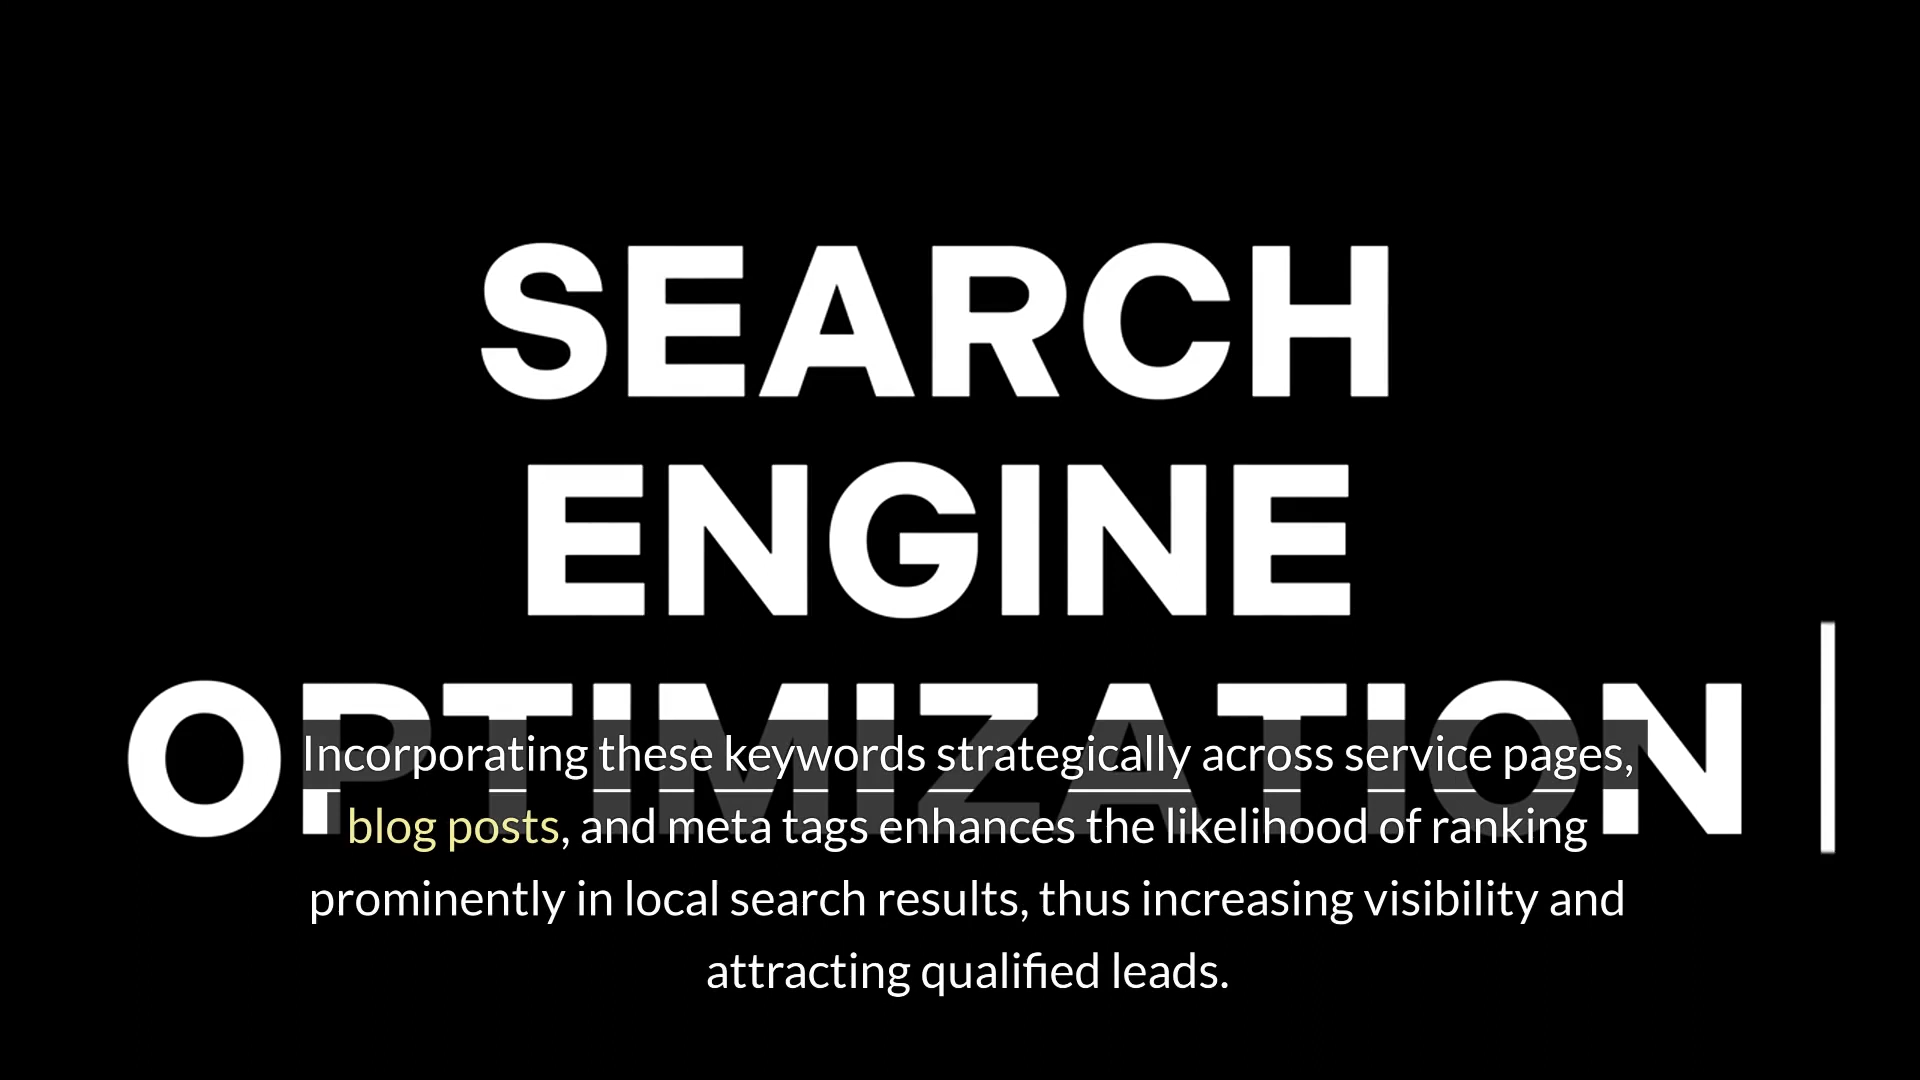 SEARCH
ENGINE
OPTIMIZATION
Incorporating these keywords strategically across service pages,
blog posts, and meta tags enhances the likelihood of ranking
prominently in local search results, thus increasing visibility and
attracting qualified leads.